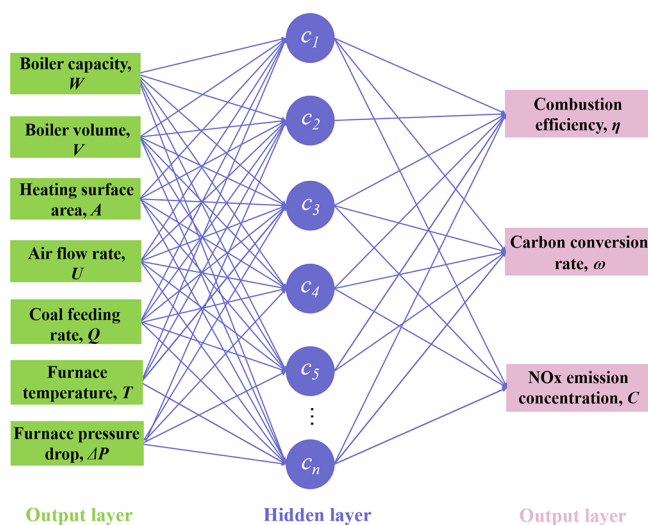 Boiler capacity,
W
Boiler volume,
V
Heating surface
area, A
Air flow rate,
U
Coal feeding
rate, Q
Furnace
temperature, T
Furnace pressure
drop, ΔP
Output layer
c1
c2
c3
c4
c5
...
cn
Hidden layer
Combustion
efficiency, η
Carbon conversion
rate, ω
NOx emission
concentration, C
Output layer